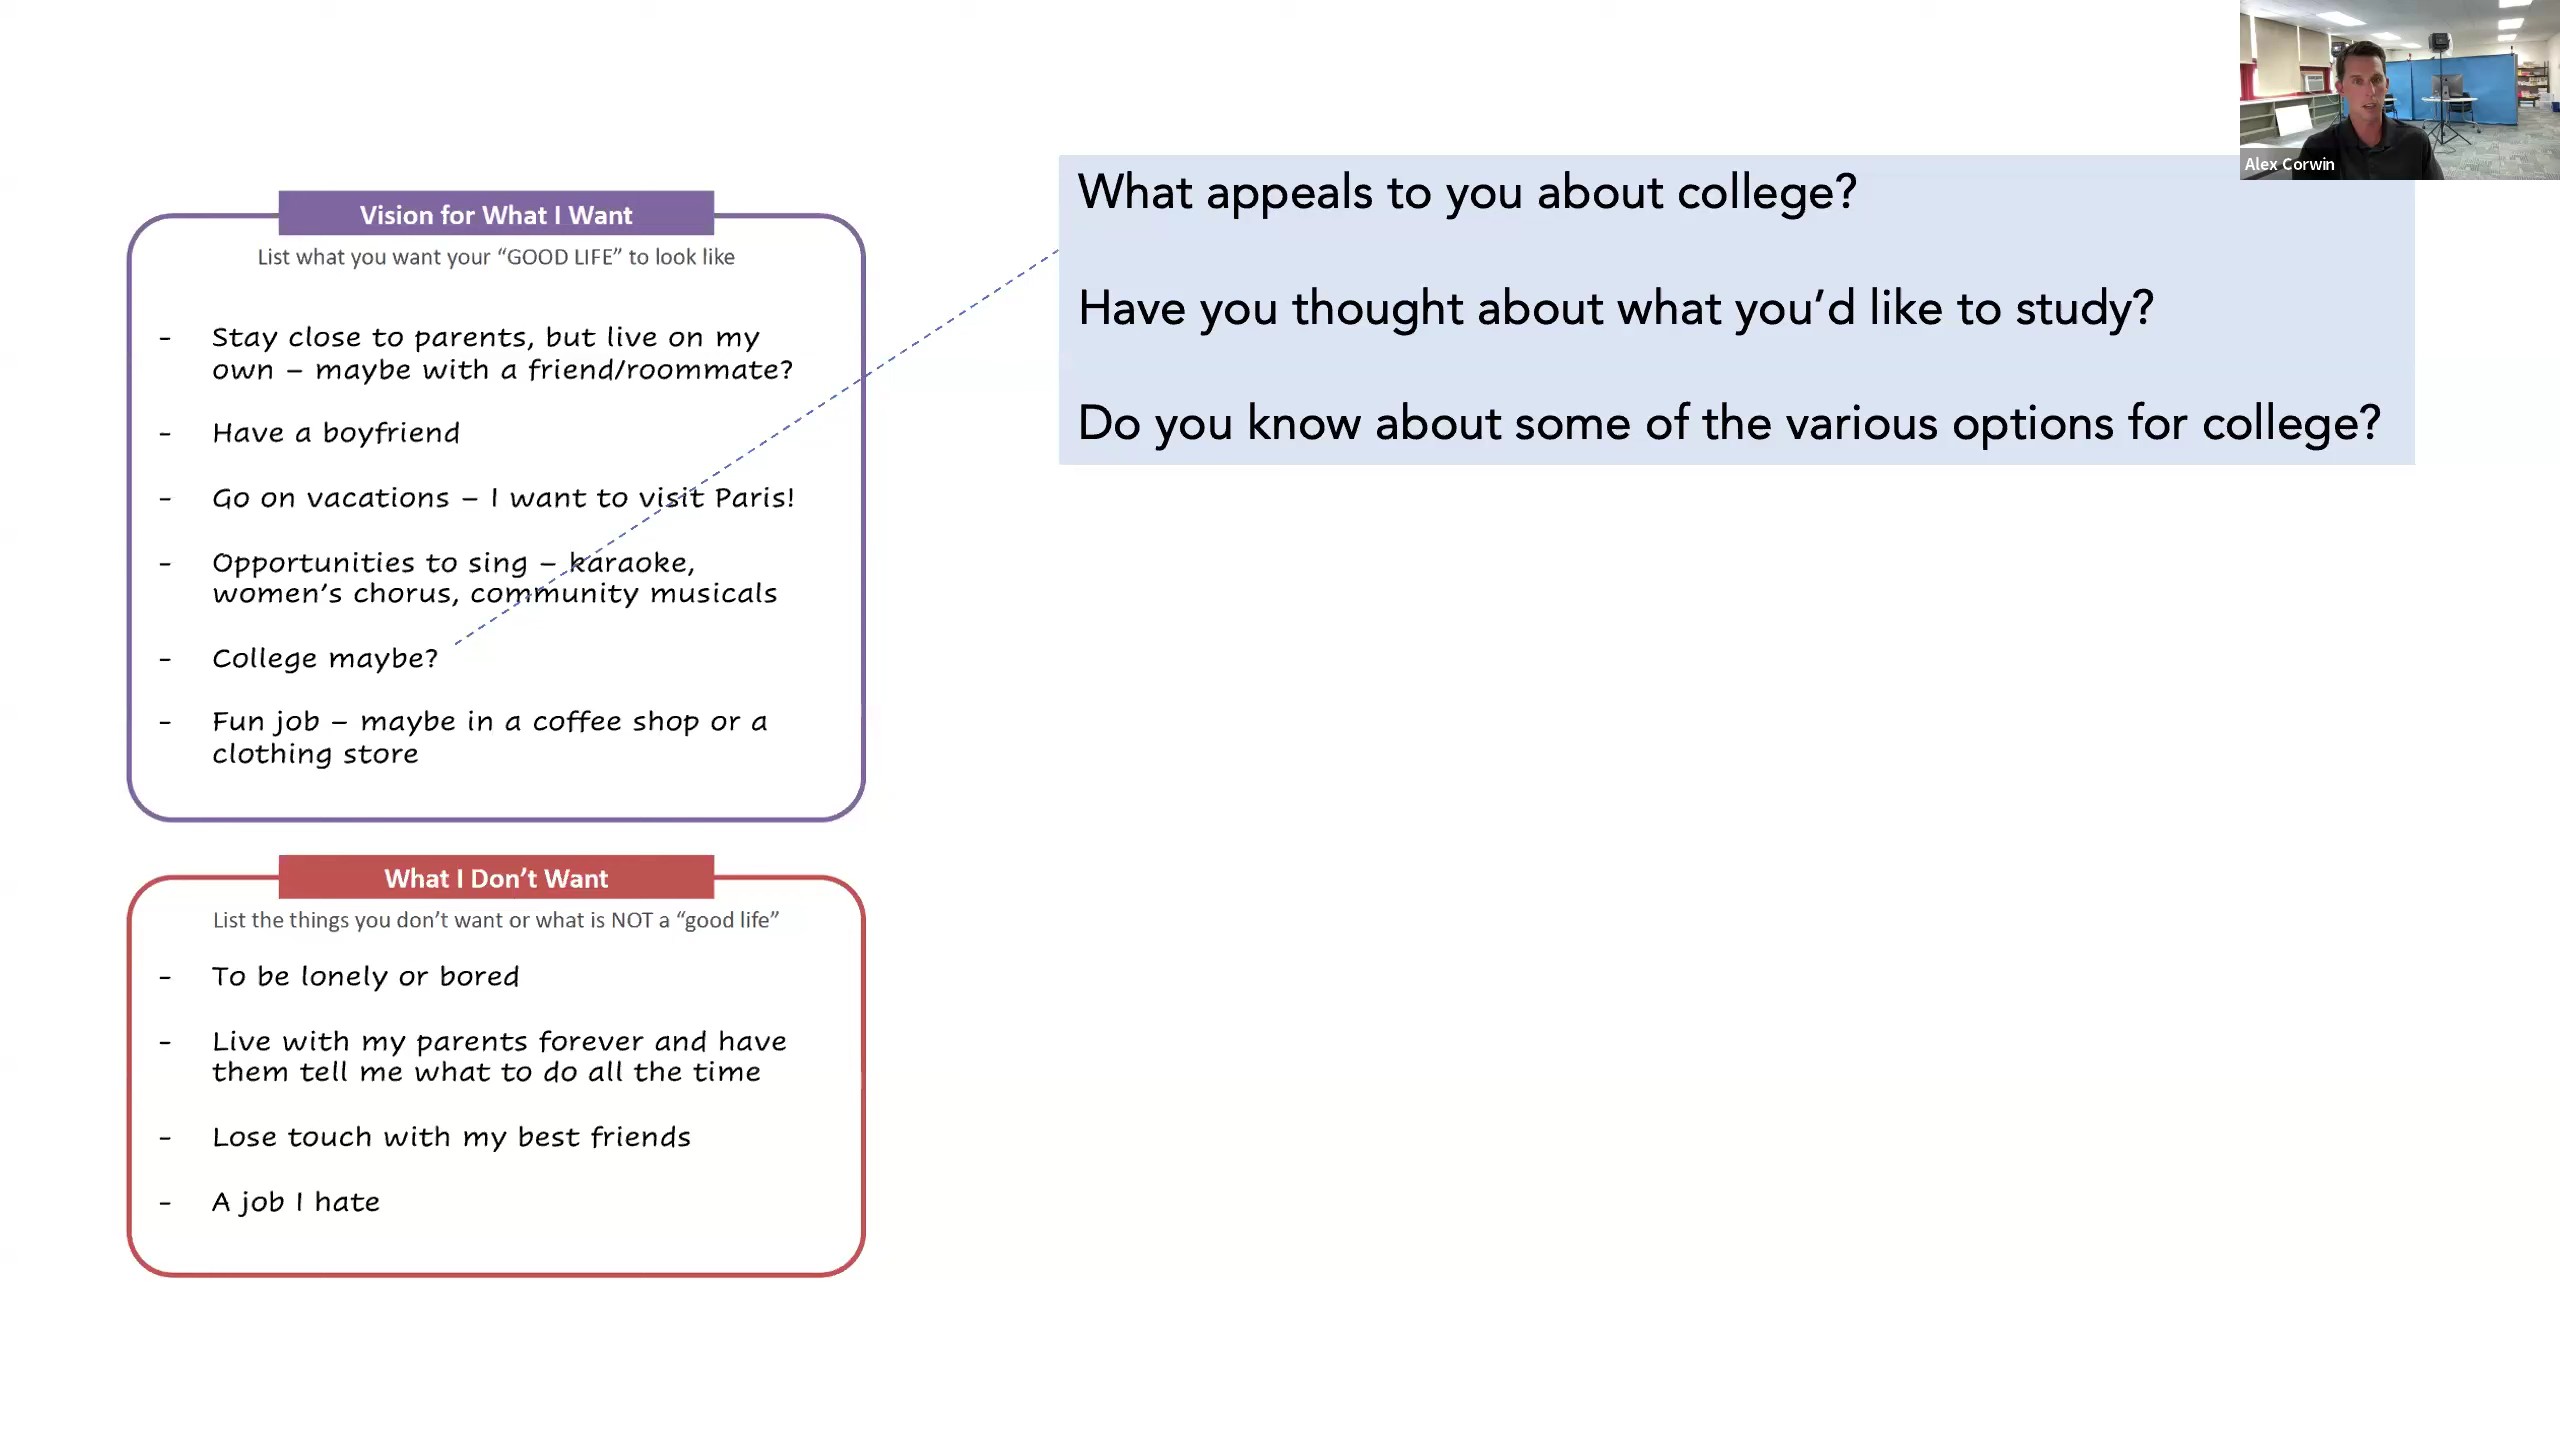 Alex Corwin
Vision for What I Want
List what you want your “GOOD LIFE” to look like
- Stay close to parents, but live on my
own – maybe with a friend/roommate?
- Have a boyfriend
- Go on vacations – I want to visit Paris!
- Opportunities to sing – karaoke,
women’s chorus, community musicals
- College maybe?
- Fun job – maybe in a coffee shop or a
clothing store
What I Don’t Want
List the things you don’t want or what is NOT a “good life”
- To be lonely or bored
- Live with my parents forever and have
them tell me what to do all the time
- Lose touch with my best friends
- A job I hate
What appeals to you about college?
Have you thought about what you’d like to study?
Do you know about some of the various options for college?